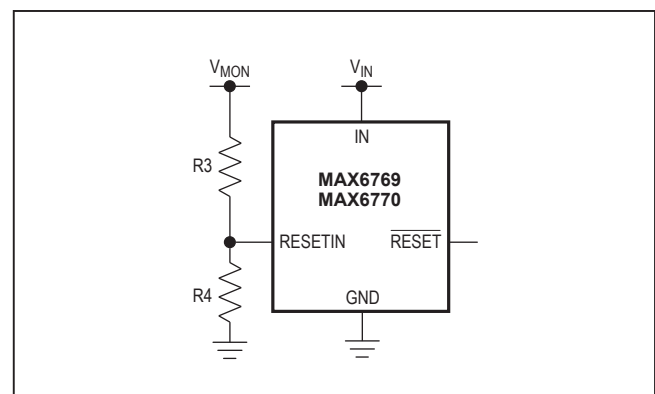 VMON
VIN
IN
R3
MAX6769
MAX6770
RESETIN
RESET
R4
GND